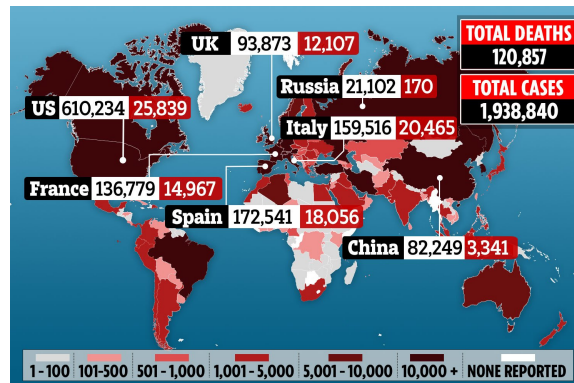 UK 93,873 12,107
TOTAL DEATHS
120,857
TOTAL CASES
1,938,840
Russia 21,102 170
US 610,234 25,839
Italy 159,516 20,465
France 136,779 14,967
Spain 172,541 18,056
China 82,249 3,341
1-100 101-500 501-1,000 1,001-5,000 5,001-10,000 10,000 + NONE REPORTED